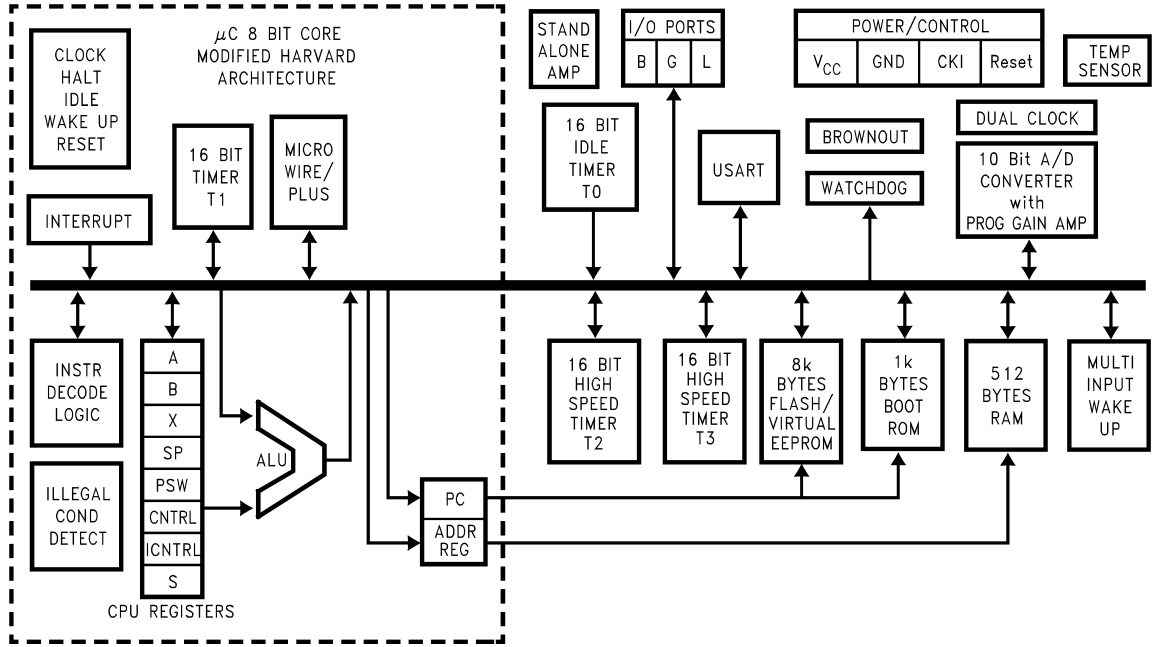 μC 8 BIT CORE
MODIFIED HARVARD
ARCHITECTURE
CLOCK
HALT
IDLE
WAKE UP
RESET
16 BIT
TIMER
T1
MICRO
WIRE/
PLUS
INTERRUPT
STAND
ALONE
AMP
I/O PORTS
B G L
POWER/CONTROL
VCC GND CKI Reset
TEMP
SENSOR
16 BIT
IDLE
TIMER
T0
USART
BROWNOUT
WATCHDOG
DUAL CLOCK
10 Bit A/D
CONVERTER
with
PROG GAIN AMP
INSTR
DECODE
LOGIC
ILLEGAL
COND
DETECT
A
B
X
SP
PSW
CNTRL
ICNTRL
S
CPU REGISTERS
ALU
PC
ADDR
REG
16 BIT
HIGH
SPEED
TIMER
T2
16 BIT
HIGH
SPEED
TIMER
T3
8k
BYTES
FLASH/
VIRTUAL
EEPROM
1k
BYTES
BOOT
ROM
512
BYTES
RAM
MULTI
INPUT
WAKE
UP